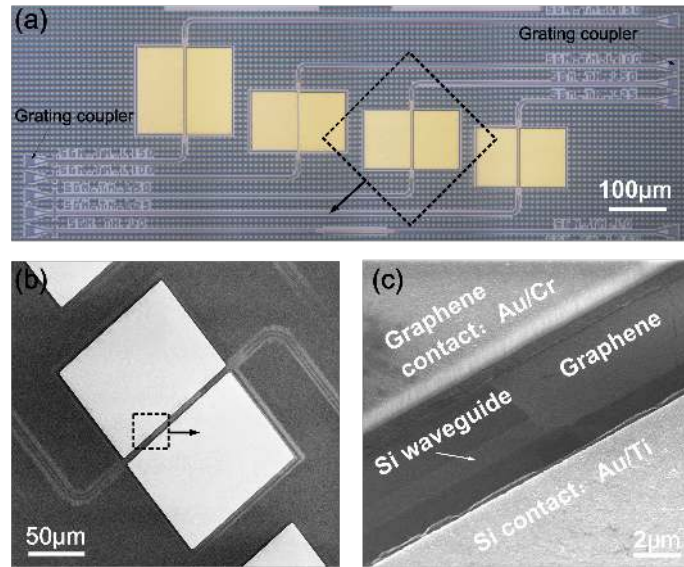 (a)
Grating coupler
Grating coupler
100μm
(b)
50μm
(c)
Graphene
contact: Au/Cr
Graphene
Si waveguide
Si contact: Au/Ti
2μm